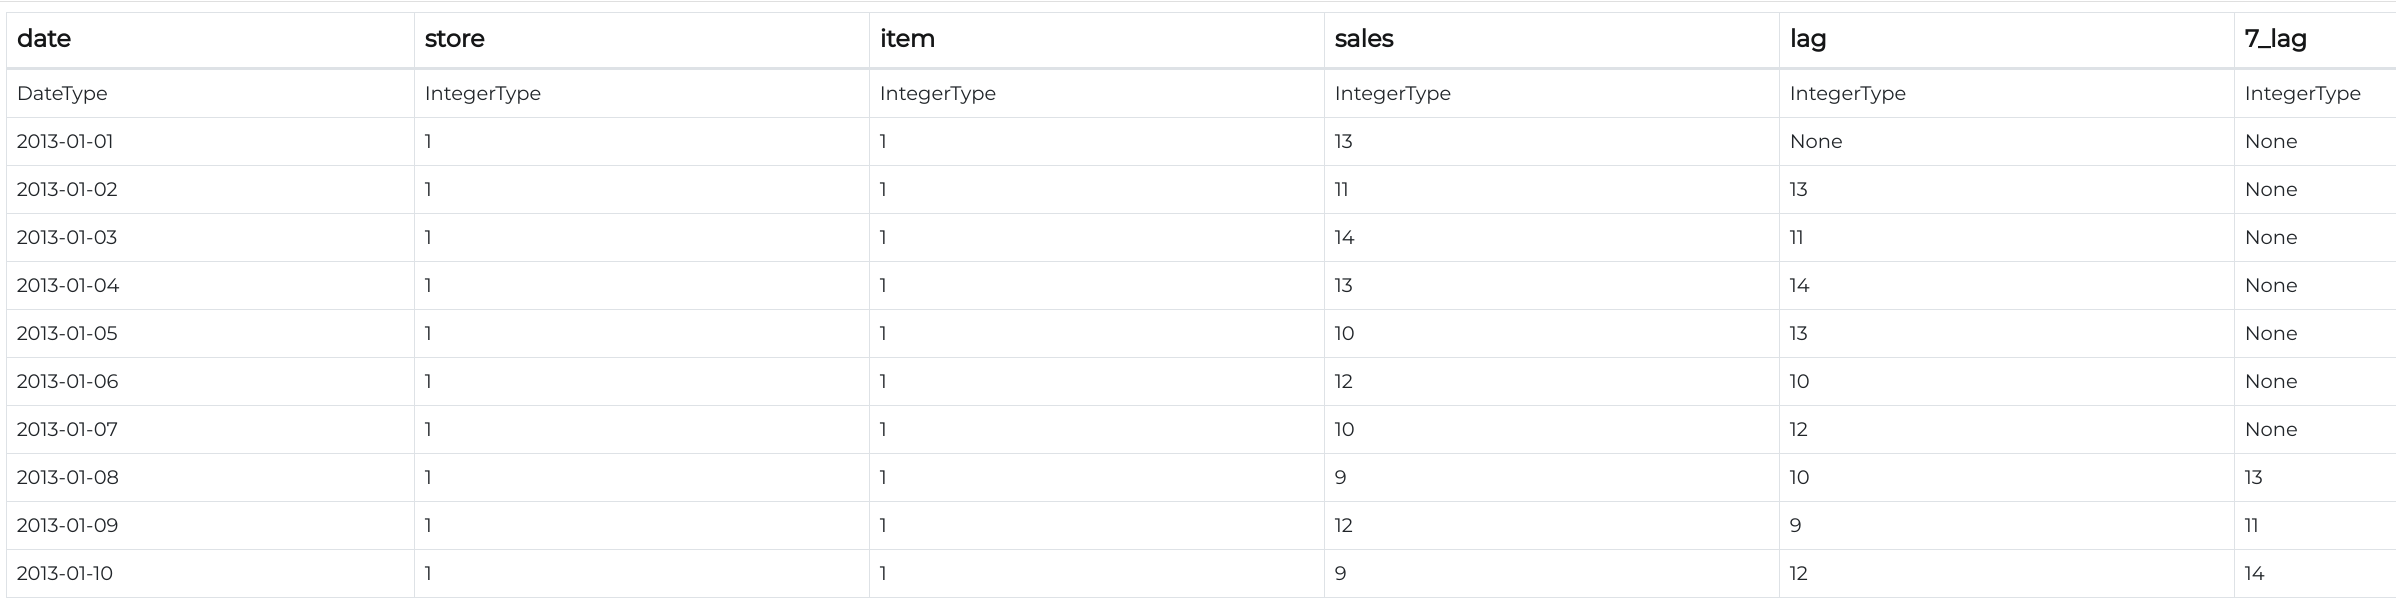 date store item sales lag 7_lag
DateType IntegerType IntegerType IntegerType IntegerType IntegerType
2013-01-01 1 1 13 None None
2013-01-02 1 1 11 13 None
2013-01-03 1 1 14 11 None
2013-01-04 1 1 13 14 None
2013-01-05 1 1 10 13 None
2013-01-06 1 1 12 10 None
2013-01-07 1 1 10 12 None
2013-01-08 1 1 9 10 13
2013-01-09 1 1 12 9 11
2013-01-10 1 1 9 12 14